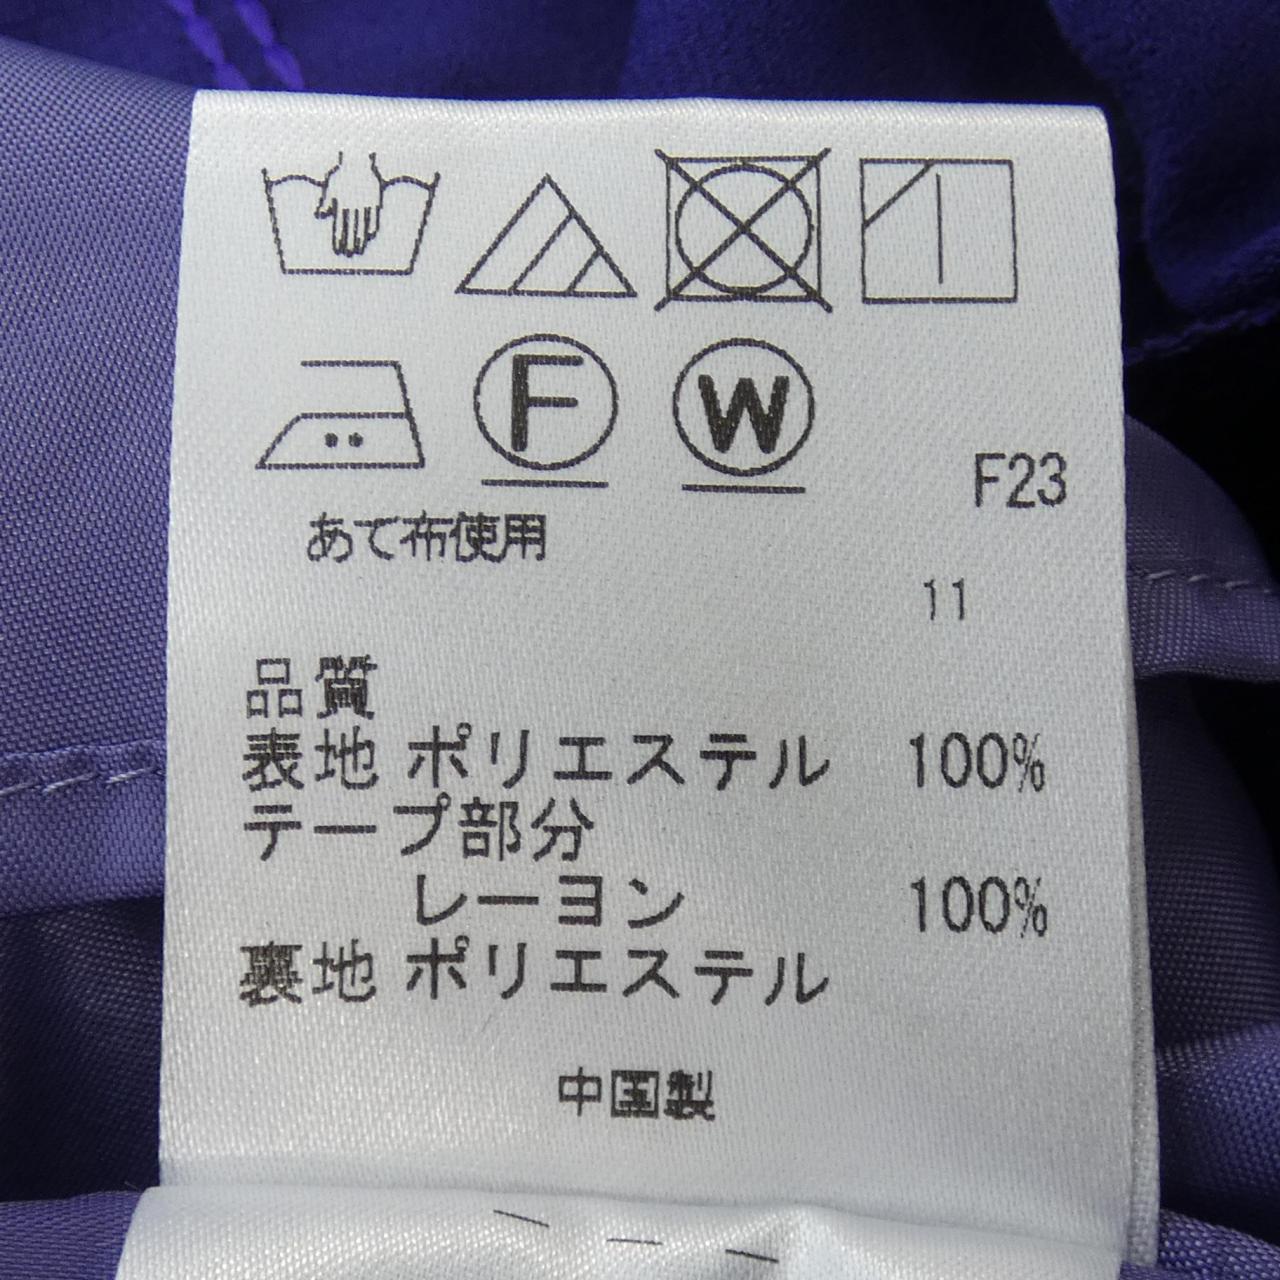 F W
F23
あて布使用
11
品質
表地 ポリエステル 100%
テープ部分
レーヨン 100%
裏地 ポリエステル
中国製